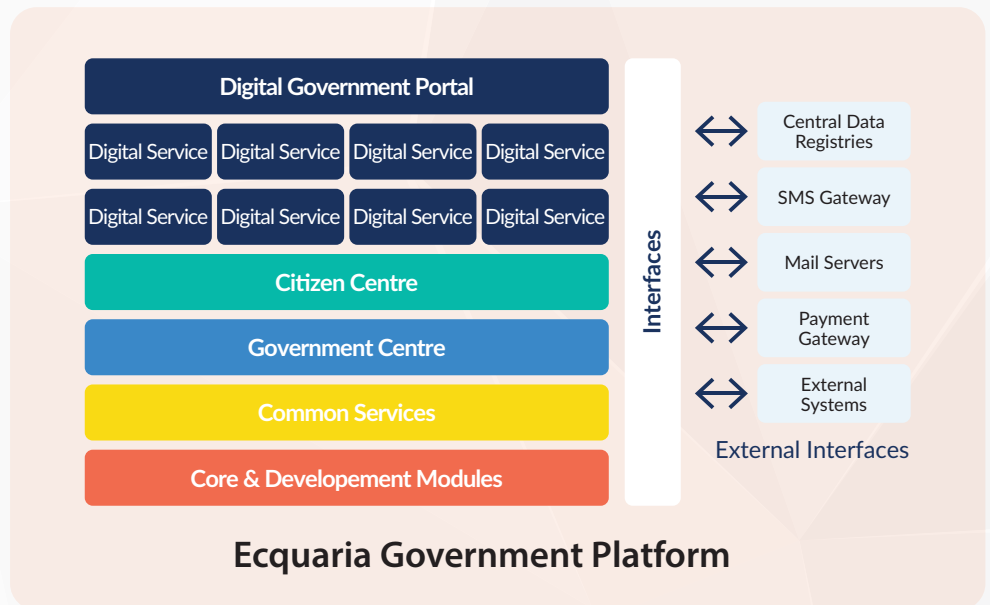 Digital Government Portal
Digital Service Digital Service Digital Service Digital Service
Digital Service Digital Service Digital Service Digital Service
Citizen Centre
Government Centre
Common Services
Core & Developement Modules
Interfaces
Central Data
Registries
SMS Gateway
Mail Servers
Payment
Gateway
External
Systems
External Interfaces
Ecquaria Government Platform